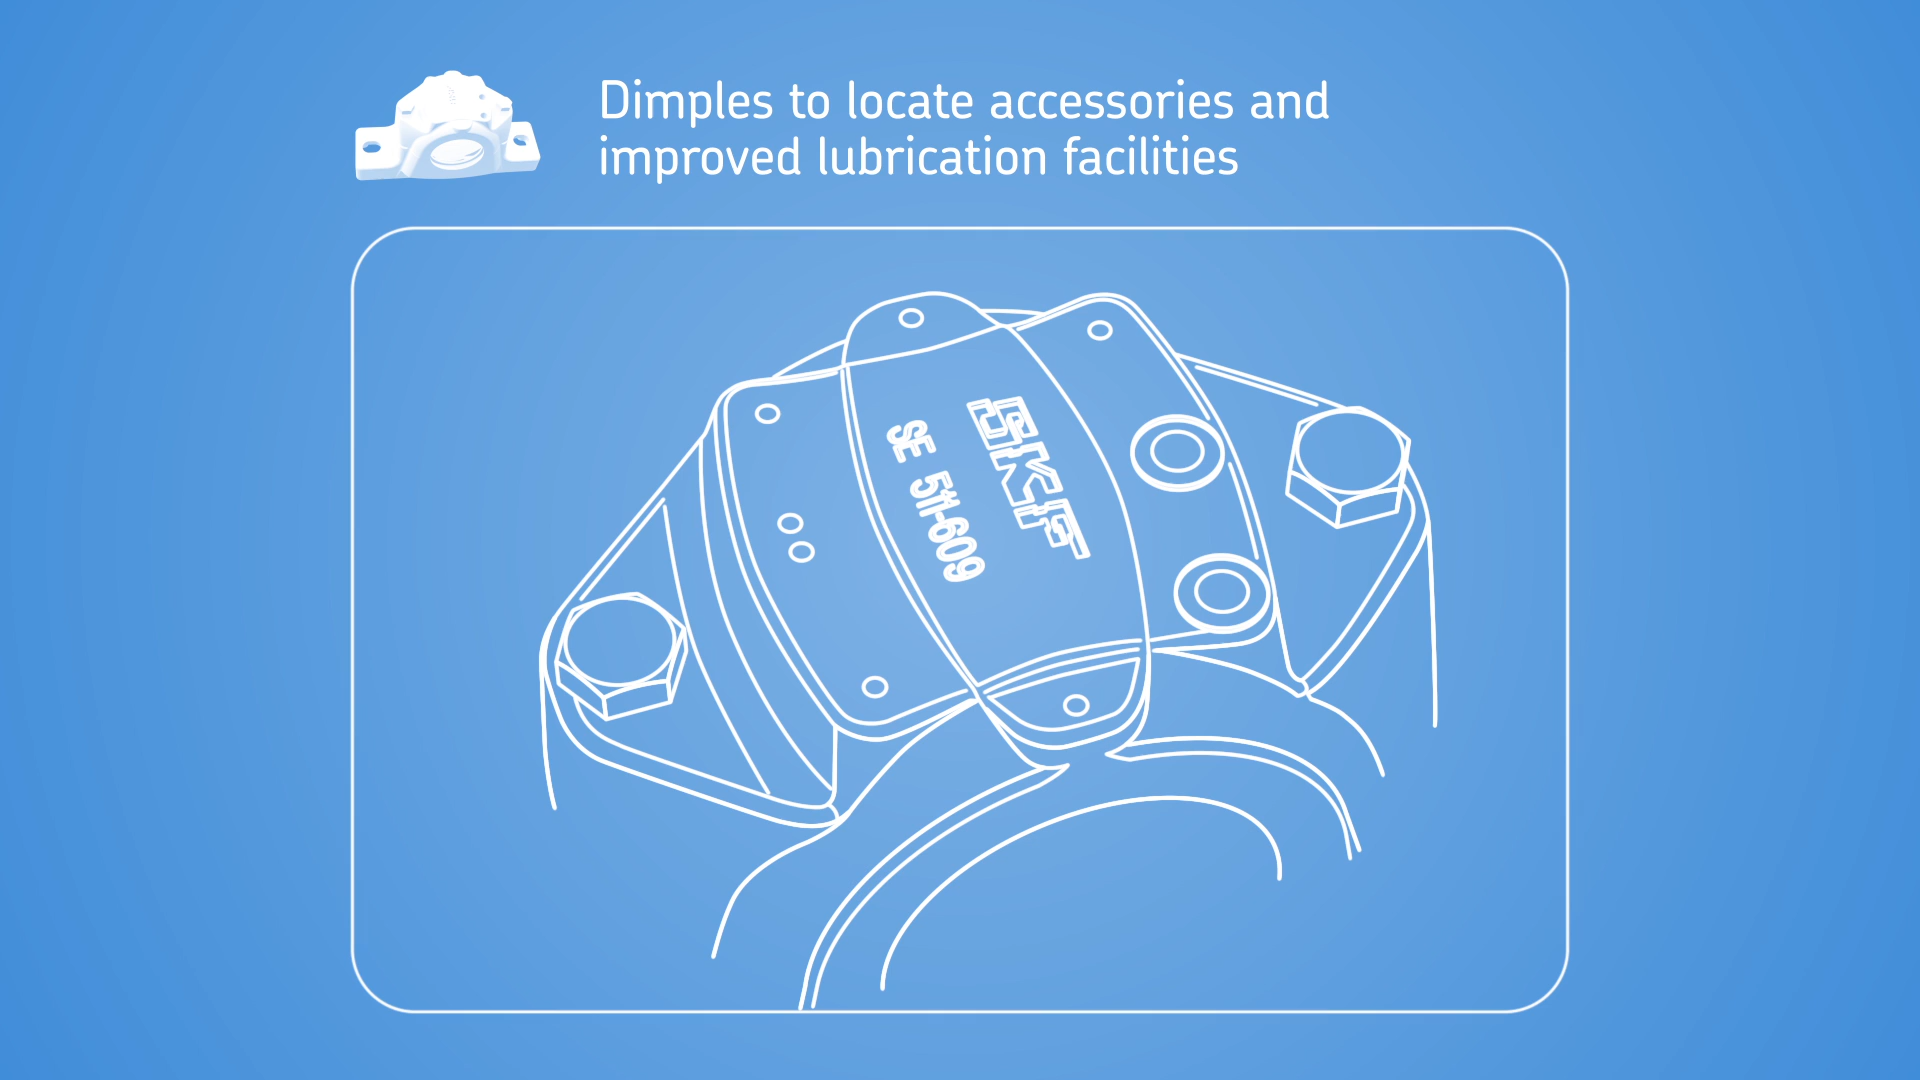 Dimples to locate accessories and
improved lubrication facilities
SKF
SE 511-609